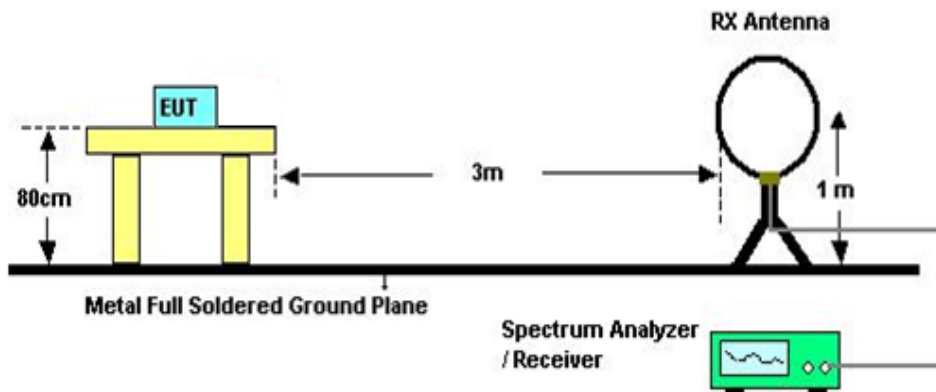 RX Antenna
EUT
80cm
3m
1 m
Metal Full Soldered Ground Plane
Spectrum Analyzer
/ Receiver